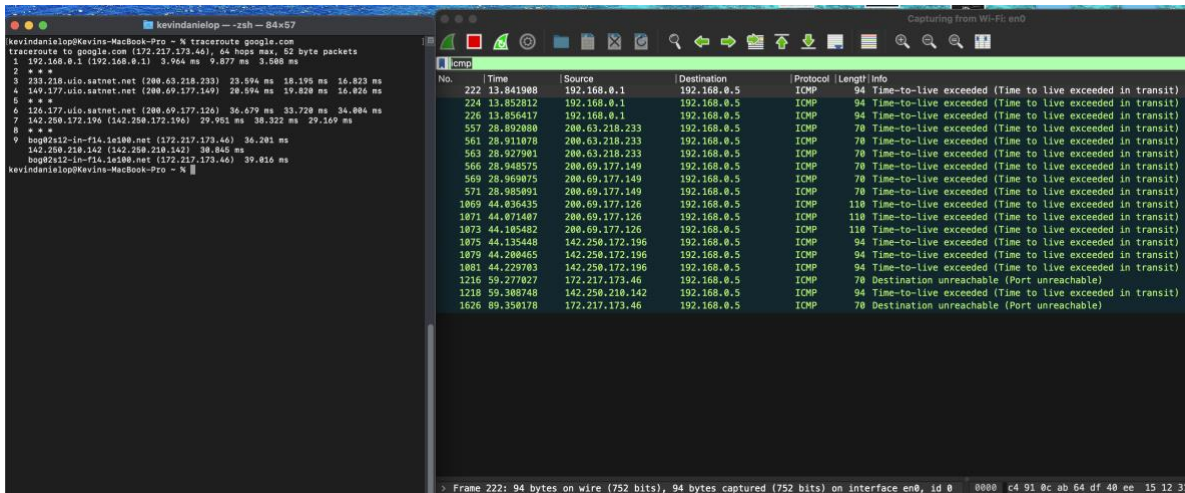 kevindanielop — -zsh — 84×57
kevindanielop@Kevins-MacBook-Pro ~ % traceroute google.com
traceroute to google.com (172.217.173.46), 64 hops max, 52 byte packets
1 192.168.0.1 (192.168.0.1) 3.964 ms 9.877 ms 3.508 ms
2 * * *
3 233.218.uio.satnet.net (200.63.218.233) 23.594 ms 18.195 ms 16.823 ms
4 149.177.uio.satnet.net (200.69.177.149) 20.594 ms 19.820 ms 16.026 ms
5 * * *
6 126.177.uio.satnet.net (200.69.177.126) 36.679 ms 33.720 ms 34.004 ms
7 142.250.172.196 (142.250.172.196) 29.951 ms 38.322 ms 29.169 ms
8 * * *
9 bog02s12-in-f14.1e100.net (172.217.173.46) 36.201 ms
142.250.210.142 (142.250.210.142) 30.845 ms
bog02s12-in-f14.1e100.net (172.217.173.46) 39.016 ms
kevindanielop@Kevins-MacBook-Pro ~ %
Capturing from Wi-Fi: en0
icmp
No. Time Source Destination Protocol Length Info
222 13.841908 192.168.0.1 192.168.0.5 ICMP 94 Time-to-live exceeded (Time to live exceeded in transit)
224 13.852812 192.168.0.1 192.168.0.5 ICMP 94 Time-to-live exceeded (Time to live exceeded in transit)
226 13.856417 192.168.0.1 192.168.0.5 ICMP 94 Time-to-live exceeded (Time to live exceeded in transit)
557 28.892080 200.63.218.233 192.168.0.5 ICMP 70 Time-to-live exceeded (Time to live exceeded in transit)
561 28.911078 200.63.218.233 192.168.0.5 ICMP 70 Time-to-live exceeded (Time to live exceeded in transit)
563 28.927901 200.63.218.233 192.168.0.5 ICMP 70 Time-to-live exceeded (Time to live exceeded in transit)
566 28.948575 200.69.177.149 192.168.0.5 ICMP 70 Time-to-live exceeded (Time to live exceeded in transit)
569 28.969075 200.69.177.149 192.168.0.5 ICMP 70 Time-to-live exceeded (Time to live exceeded in transit)
571 28.985091 200.69.177.149 192.168.0.5 ICMP 70 Time-to-live exceeded (Time to live exceeded in transit)
1069 44.036435 200.69.177.126 192.168.0.5 ICMP 110 Time-to-live exceeded (Time to live exceeded in transit)
1071 44.071407 200.69.177.126 192.168.0.5 ICMP 110 Time-to-live exceeded (Time to live exceeded in transit)
1073 44.105482 200.69.177.126 192.168.0.5 ICMP 110 Time-to-live exceeded (Time to live exceeded in transit)
1075 44.135448 142.250.172.196 192.168.0.5 ICMP 94 Time-to-live exceeded (Time to live exceeded in transit)
1079 44.200465 142.250.172.196 192.168.0.5 ICMP 94 Time-to-live exceeded (Time to live exceeded in transit)
1081 44.229703 142.250.172.196 192.168.0.5 ICMP 94 Time-to-live exceeded (Time to live exceeded in transit)
1216 59.277027 172.217.173.46 192.168.0.5 ICMP 70 Destination unreachable (Port unreachable)
1218 59.308748 142.250.210.142 192.168.0.5 ICMP 94 Time-to-live exceeded (Time to live exceeded in transit)
1626 89.350178 172.217.173.46 192.168.0.5 ICMP 70 Destination unreachable (Port unreachable)
> Frame 222: 94 bytes on wire (752 bits), 94 bytes captured (752 bits) on interface en0, id 0
0000 c4 91 0c ab 64 df 40 ee 15 12 3